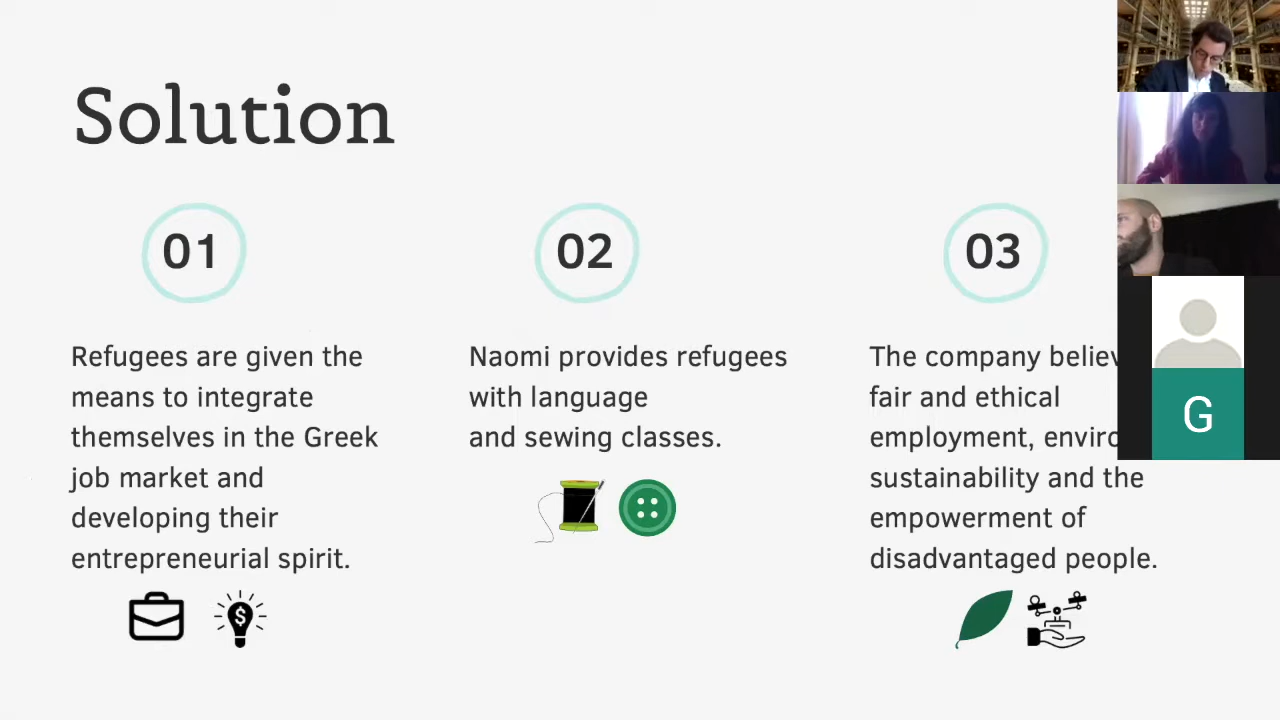 Solution
01
Refugees are given the
means to integrate
themselves in the Greek
job market and
developing their
entrepreneurial spirit.
$
02
Naomi provides refugees
with language
and sewing classes.
03
The company
fair and ethical
employment,
sustainability and the
empowerment of
disadvantaged people.
G